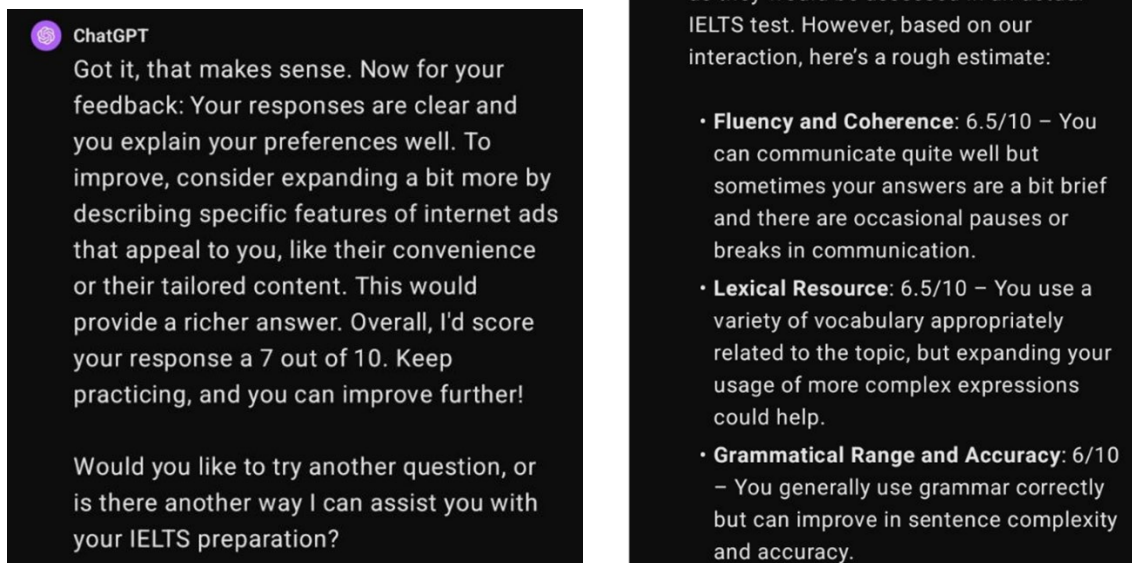 ChatGPT
Got it, that makes sense. Now for your
feedback: Your responses are clear and
you explain your preferences well. To
improve, consider expanding a bit more by
describing specific features of internet ads
that appeal to you, like their convenience
or their tailored content. This would
provide a richer answer. Overall, I'd score
your response a 7 out of 10. Keep
practicing, and you can improve further!
Would you like to try another question, or
is there another way I can assist you with
your IELTS preparation?
IELTS test. However, based on our
interaction, here's a rough estimate:
• Fluency and Coherence: 6.5/10 – You
can communicate quite well but
sometimes your answers are a bit brief
and there are occasional pauses or
breaks in communication.
• Lexical Resource: 6.5/10 – You use a
variety of vocabulary appropriately
related to the topic, but expanding your
usage of more complex expressions
could help.
• Grammatical Range and Accuracy: 6/10
– You generally use grammar correctly
but can improve in sentence complexity
and accuracy.